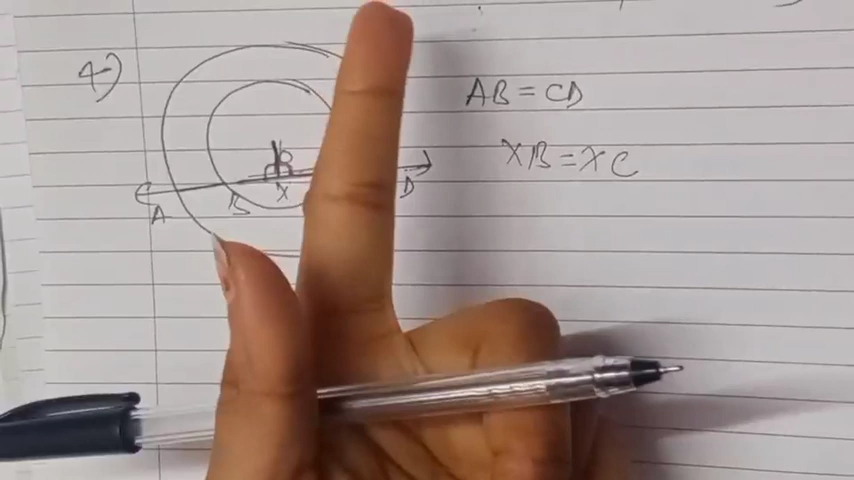 4)
AB = CD
XB = XC
A B X D